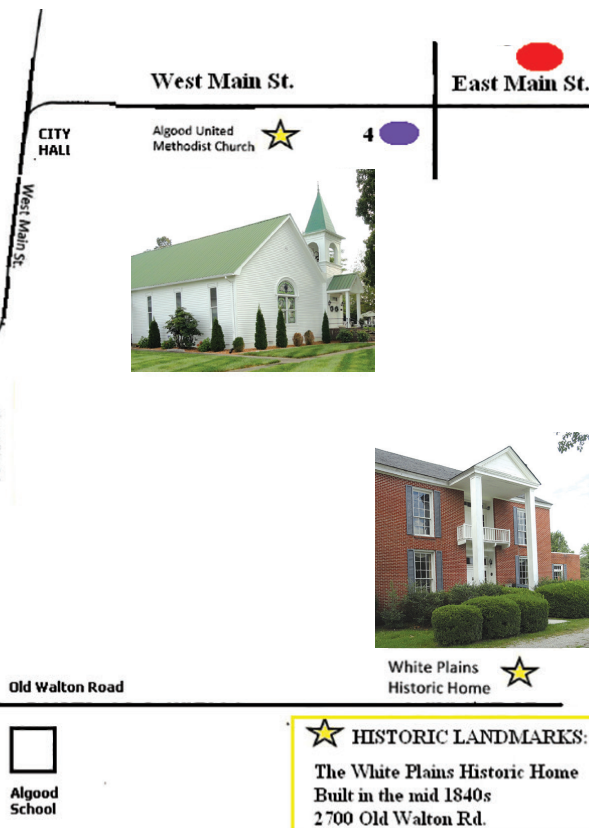 West Main St.
East Main St.
CITY
HALL
Algood United
Methodist Church
4
West Main St.
White Plains
Historic Home
Old Walton Road
Algood
School
HISTORIC LANDMARKS:
The White Plains Historic Home
Built in the mid 1840s
2700 Old Walton Rd.